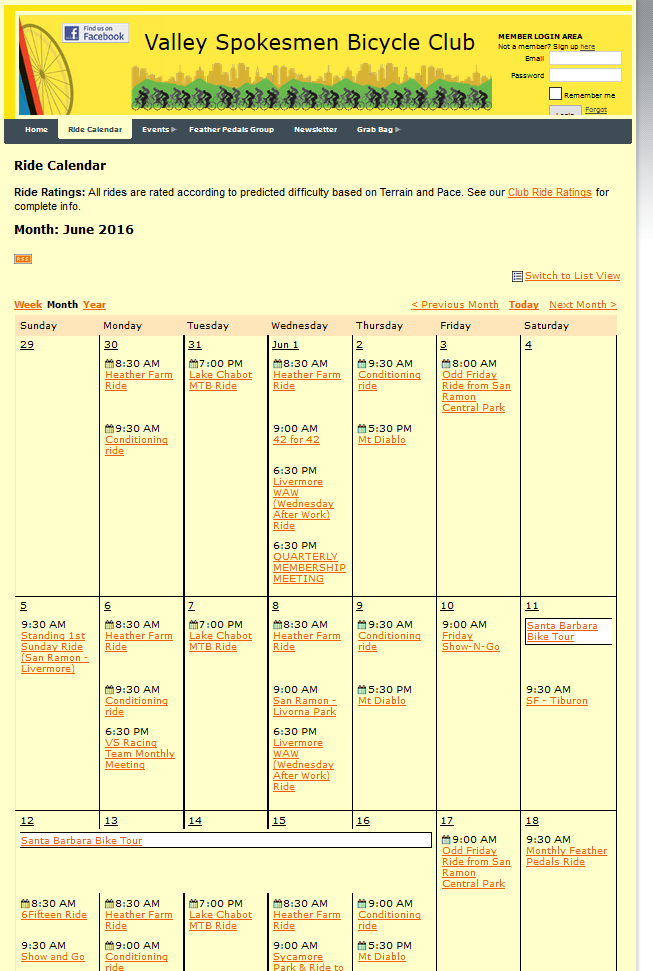 Find us on
Facebook
Valley Spokesmen Bicycle Club
MEMBER LOGIN AREA
Not a member? Sign up here
Email
Password
Remember me
Login
Forgot
Home
Ride Calendar
Events
Feather Pedals Group
Newsletter
Grab Bag
Ride Calendar
Ride Ratings: All rides are rated according to predicted difficulty based on Terrain and Pace. See our Club Ride Ratings for
complete info.
Month: June 2016
RSS
Switch to List View
Week Month Year
< Previous Month Today Next Month >
Sunday Monday Tuesday Wednesday Thursday Friday Saturday
29
30
8:30 AM
Heather Farm
Ride
9:30 AM
Conditioning
ride
31
7:00 PM
Lake Chabot
MTB Ride
Jun 1
8:30 AM
Heather Farm
Ride
9:00 AM
42 for 42
6:30 PM
Livermore
WAW
(Wednesday
After Work)
Ride
6:30 PM
QUARTERLY
MEMBERSHIP
MEETING
2
9:30 AM
Conditioning
ride
5:30 PM
Mt Diablo
3
8:00 AM
Odd Friday
Ride from San
Ramon
Central Park
4
5
9:30 AM
Standing 1st
Sunday Ride
(San Ramon -
Livermore)
6
8:30 AM
Heather Farm
Ride
9:30 AM
Conditioning
ride
6:30 PM
VS Racing
Team Monthly
Meeting
7
7:00 PM
Lake Chabot
MTB Ride
8
8:30 AM
Heather Farm
Ride
9:00 AM
San Ramon -
Livorna Park
6:30 PM
Livermore
WAW
(Wednesday
After Work)
Ride
9
9:30 AM
Conditioning
ride
5:30 PM
Mt Diablo
10
9:00 AM
Friday
Show-N-Go
11
Santa Barbara
Bike Tour
9:30 AM
SF - Tiburon
12 13 14 15 16
Santa Barbara Bike Tour
17
9:00 AM
Odd Friday
Ride from San
Ramon
Central Park
18
9:30 AM
Monthly Feather
Pedals Ride
8:30 AM
6Fifteen Ride
9:30 AM
Show and Go
8:30 AM
Heather Farm
Ride
9:00 AM
Conditioning
ride
7:00 PM
Lake Chabot
MTB Ride
8:30 AM
Heather Farm
Ride
9:00 AM
Sycamore
Park & Ride to
9:00 AM
Conditioning
ride
5:30 PM
Mt Diablo